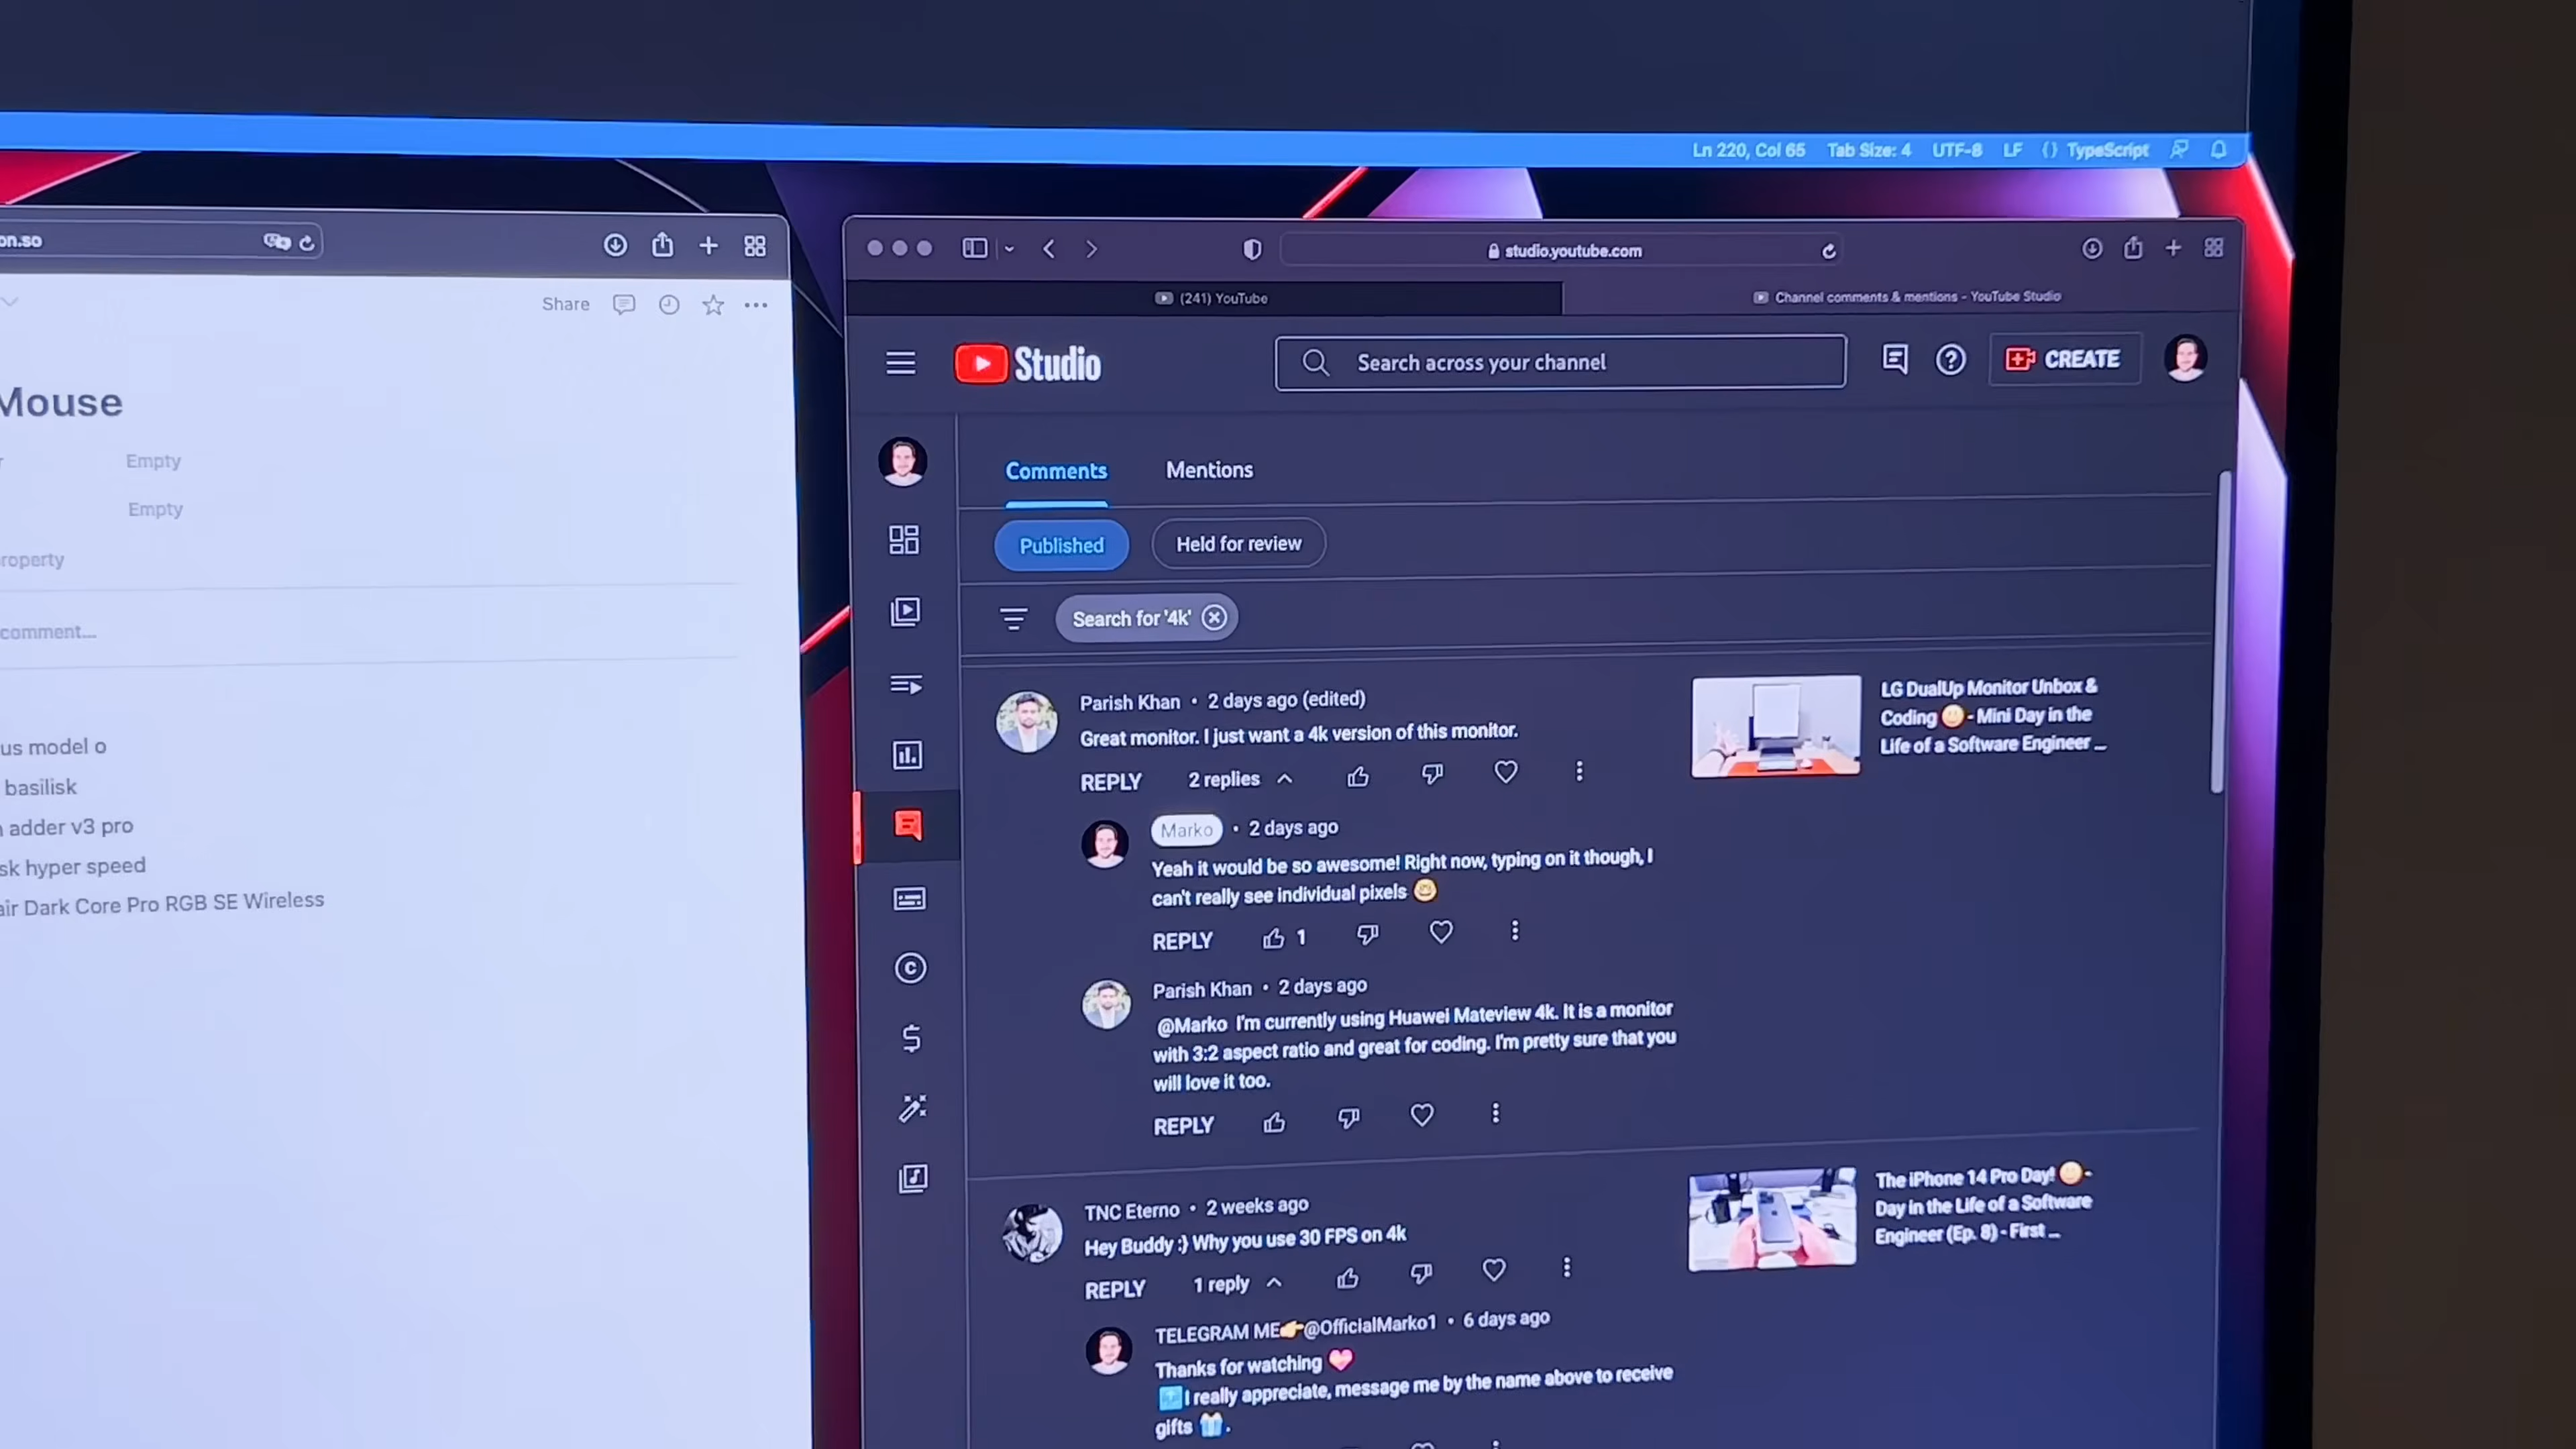 Ln 220, Col 65 Tab Size: 4 UTF-8 LF {} TypeScript
on.so
Share
Mouse
Empty
Empty
roperty
comment...
us model o
basilisk
adder v3 pro
sk hyper speed
air Dark Core Pro RGB SE Wireless
studio.youtube.com
(241) YouTube
Channel comments & mentions - YouTube Studio
Studio
Search across your channel
CREATE
Comments Mentions
Published Held for review
Search for '4k'
Parish Khan • 2 days ago (edited)
Great monitor. I just want a 4k version of this monitor.
REPLY 2 replies
LG DualUp Monitor Unbox &
Coding 😃 - Mini Day in the
Life of a Software Engineer ...
Marko • 2 days ago
Yeah it would be so awesome! Right now, typing on it though, I
can't really see individual pixels 😄
REPLY 1
Parish Khan • 2 days ago
@Marko I'm currently using Huawei Mateview 4k. It is a monitor
with 3:2 aspect ratio and great for coding. I'm pretty sure that you
will love it too.
REPLY
TNC Eterno • 2 weeks ago
Hey Buddy :} Why you use 30 FPS on 4k
REPLY 1 reply
The iPhone 14 Pro Day! 😃 -
Day in the Life of a Software
Engineer (Ep. 8) - First ...
TELEGRAM ME👉@OfficialMarko1 • 6 days ago
Thanks for watching ❤️
⬆️I really appreciate, message me by the name above to receive
gifts 🎁.